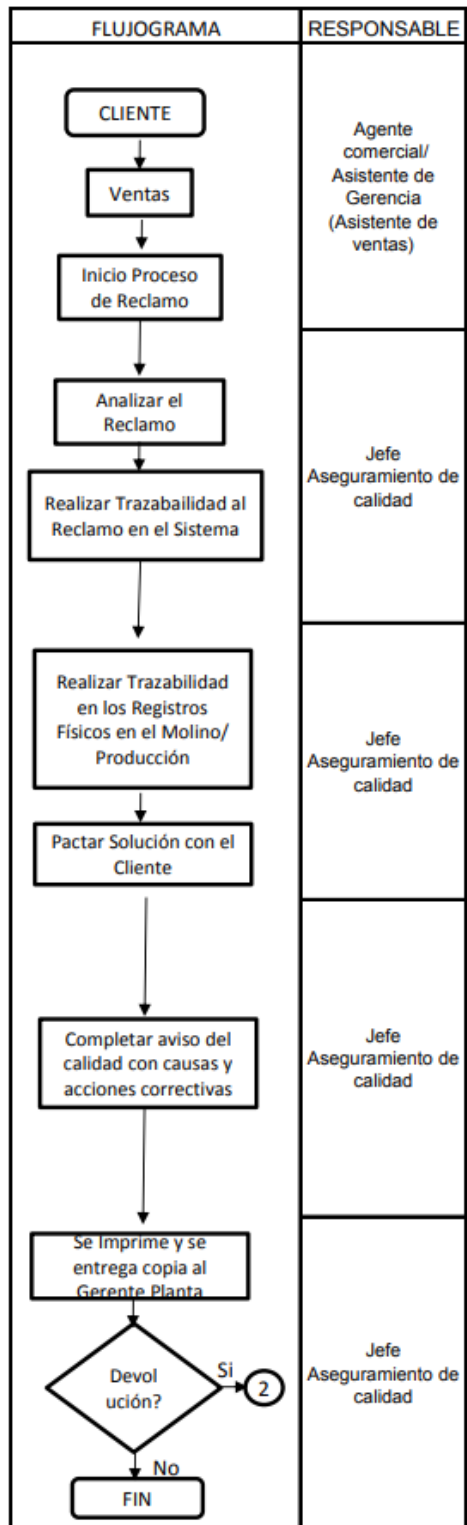 FLUJOGRAMA
RESPONSABLE
CLIENTE
Ventas
Inicio Proceso
de Reclamo
Agente
comercial/
Asistente de
Gerencia
(Asistente de
ventas)
Analizar el
Reclamo
Realizar Trazabailidad al
Reclamo en el Sistema
Jefe
Aseguramiento de
calidad
Realizar Trazabilidad
en los Registros
Físicos en el Molino/
Producción
Pactar Solución con el
Cliente
Jefe
Aseguramiento de
calidad
Completar aviso del
calidad con causas y
acciones correctivas
Jefe
Aseguramiento de
calidad
Se Imprime y se
entrega copia al
Gerente Planta
Devol
ución?
Si
2
No
FIN
Jefe
Aseguramiento de
calidad